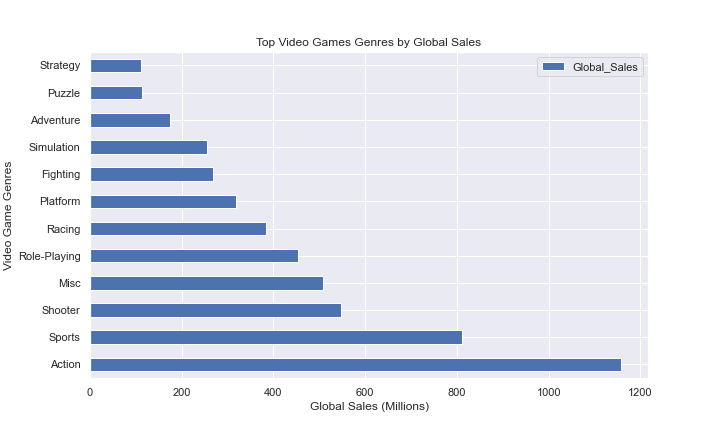 Top Video Games Genres by Global Sales
Global_Sales
Video Game Genres
Strategy
Puzzle
Adventure
Simulation
Fighting
Platform
Racing
Role-Playing
Misc
Shooter
Sports
Action
0 200 400 600 800 1000 1200
Global Sales (Millions)